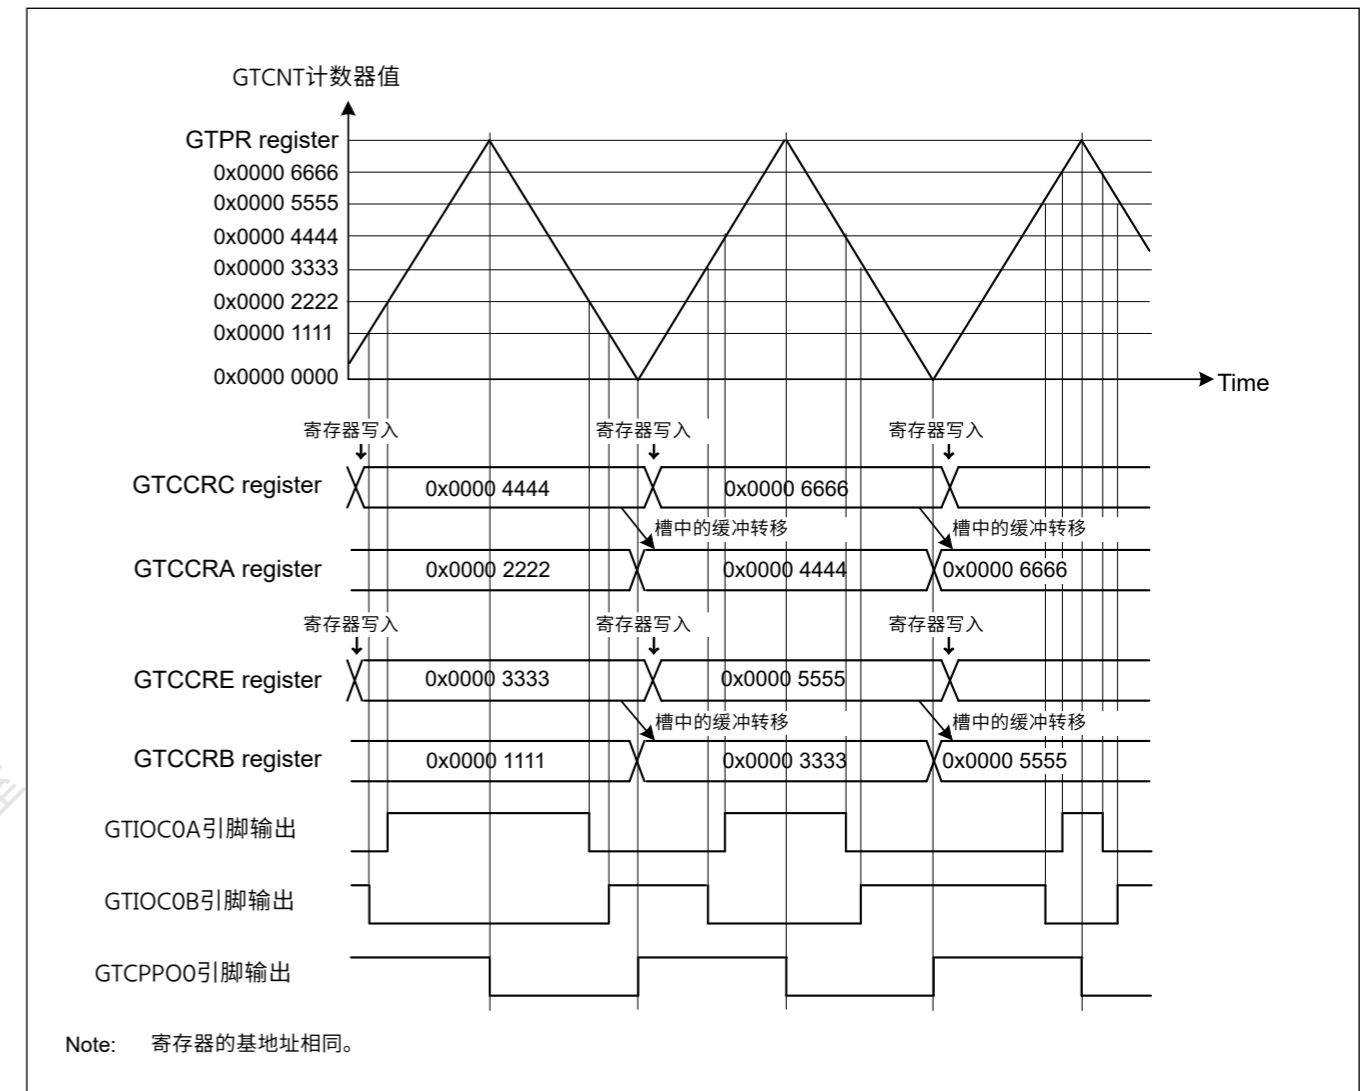 GTCNT计数器值
GTPR register
0x0000 6666
0x0000 5555
0x0000 4444
0x0000 3333
0x0000 2222
0x0000 1111
0x0000 0000
Time
寄存器写入 寄存器写入 寄存器写入
GTCCRC register 0x0000 4444 0x0000 6666
槽中的缓冲转移 槽中的缓冲转移
GTCCRA register 0x0000 2222 0x0000 4444 0x0000 6666
寄存器写入 寄存器写入 寄存器写入
GTCCRE register 0x0000 3333 0x0000 5555
槽中的缓冲转移 槽中的缓冲转移
GTCCRB register 0x0000 1111 0x0000 3333 0x0000 5555
GTIOC0A引脚输出
GTIOC0B引脚输出
GTCPPO0引脚输出
Note: 寄存器的基地址相同。